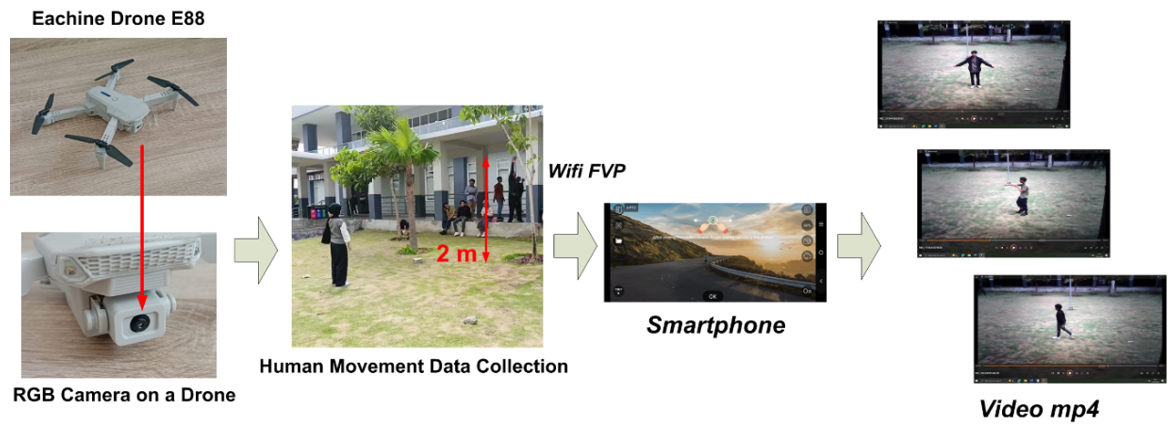 Eachine Drone E88
RGB Camera on a Drone
2 m
Human Movement Data Collection
Wifi FVP
OK
Smartphone
Video mp4